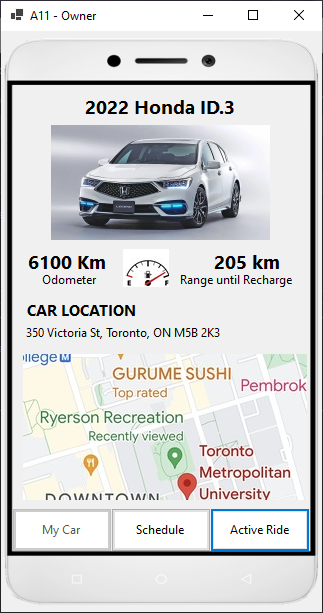 A11 - Owner
2022 Honda ID.3
6100 Km
205 km
Odometer
E
F
Range until Recharge
CAR LOCATION
350 Victoria St, Toronto, ON M5B 2K3
llege M
GURUME SUSHI
Top rated
Pembrok
Ryerson Recreation
Recently viewed
Toronto
Metropolitan
University
DOWNTOWN
My Car
Schedule
Active Ride